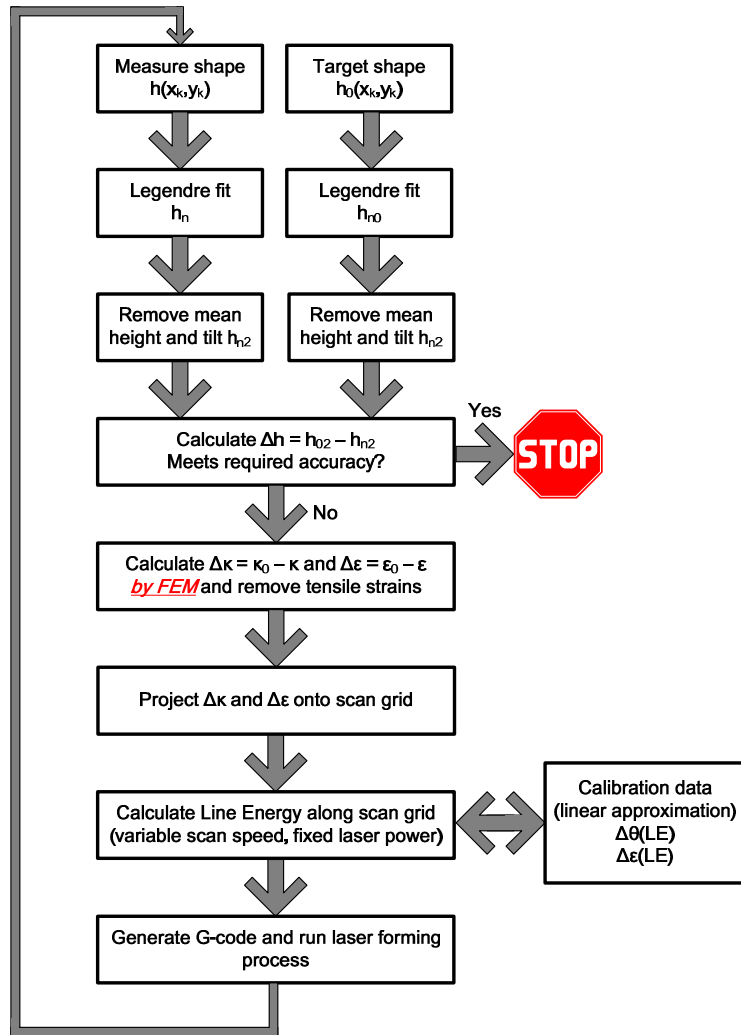 Measure shape
h(xₖ,yₖ)
Target shape
h₀(xₖ,yₖ)
Legendre fit
hₙ
Legendre fit
hₙ₀
Remove mean
height and tilt hₙ₂
Remove mean
height and tilt hₙ₂
Calculate Δh = h₀₂ – hₙ₂
Meets required accuracy?
Yes
STOP
No
Calculate Δκ = κ₀ – κ and Δε = ε₀ – ε
by FEM and remove tensile strains
Project Δκ and Δε onto scan grid
Calculate Line Energy along scan grid
(variable scan speed, fixed laser power)
Calibration data
(linear approximation)
Δθ(LE)
Δε(LE)
Generate G-code and run laser forming
process